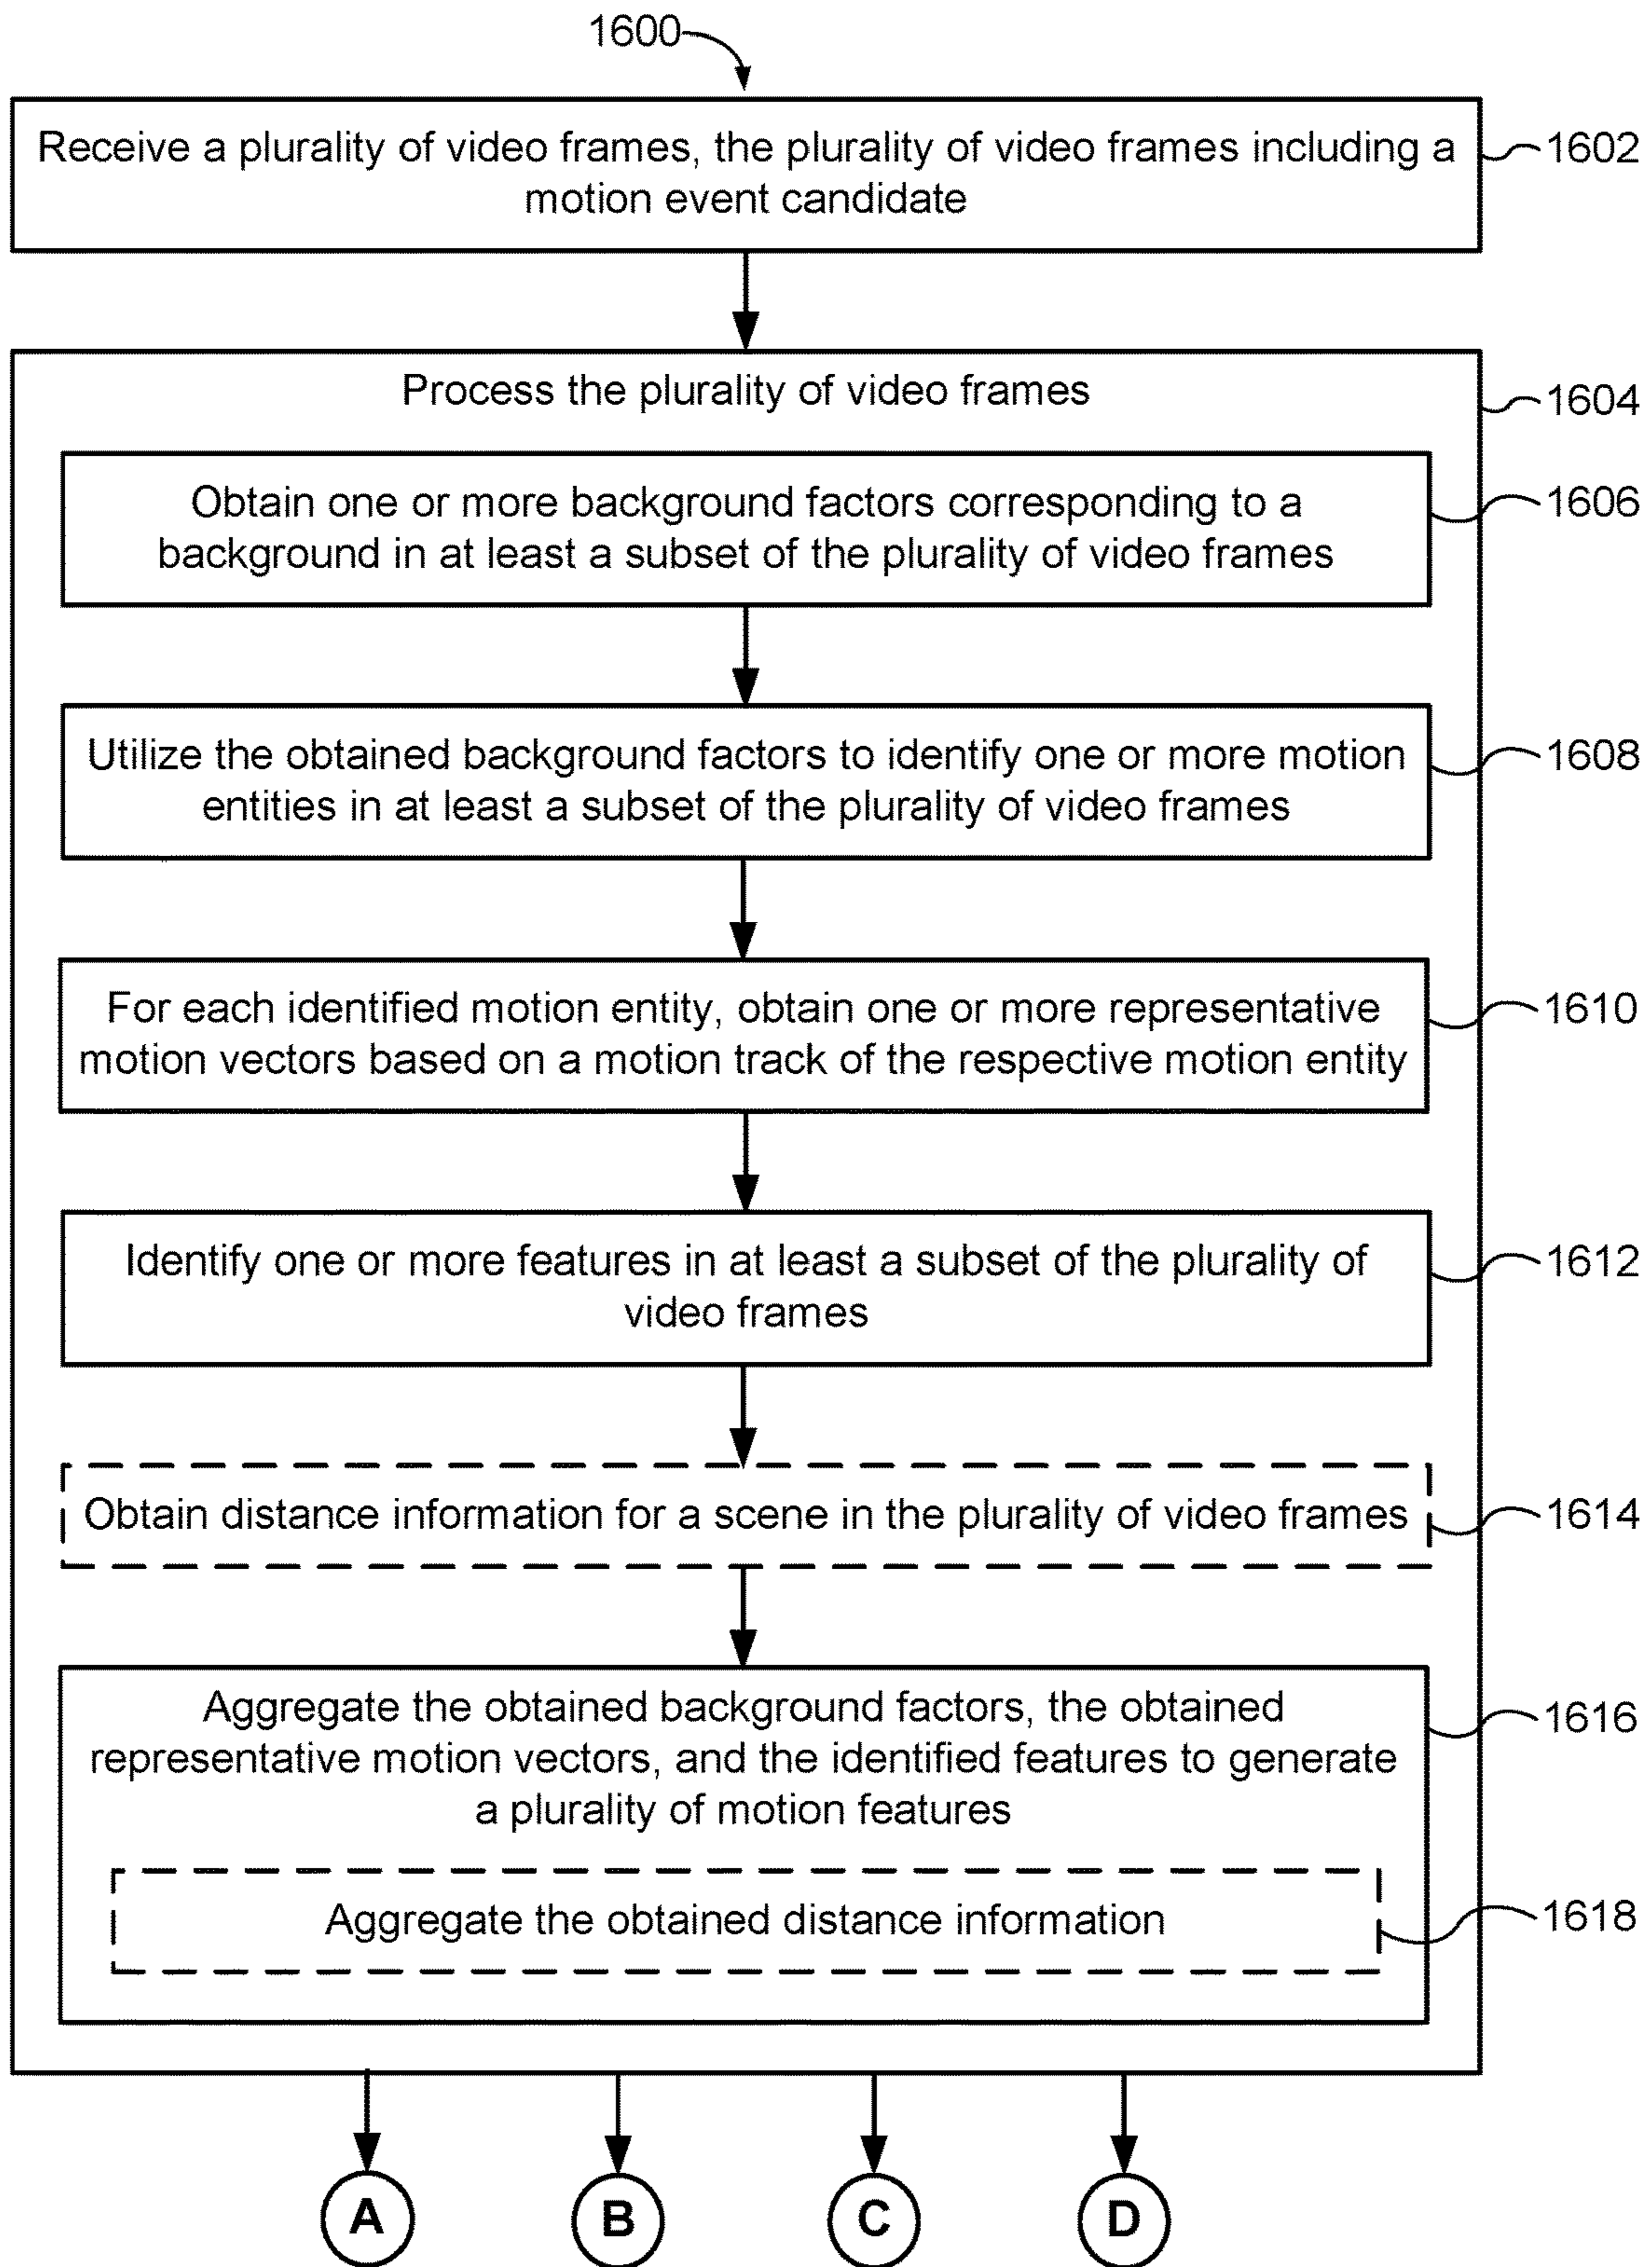 1600
Receive a plurality of video frames, the plurality of video frames including a
motion event candidate
1602
Process the plurality of video frames
1604
Obtain one or more background factors corresponding to a
background in at least a subset of the plurality of video frames
1606
Utilize the obtained background factors to identify one or more motion
entities in at least a subset of the plurality of video frames
1608
For each identified motion entity, obtain one or more representative
motion vectors based on a motion track of the respective motion entity
1610
Identify one or more features in at least a subset of the plurality of
video frames
1612
Obtain distance information for a scene in the plurality of video frames
1614
Aggregate the obtained background factors, the obtained
representative motion vectors, and the identified features to generate
a plurality of motion features
1616
Aggregate the obtained distance information
1618
A
B
C
D